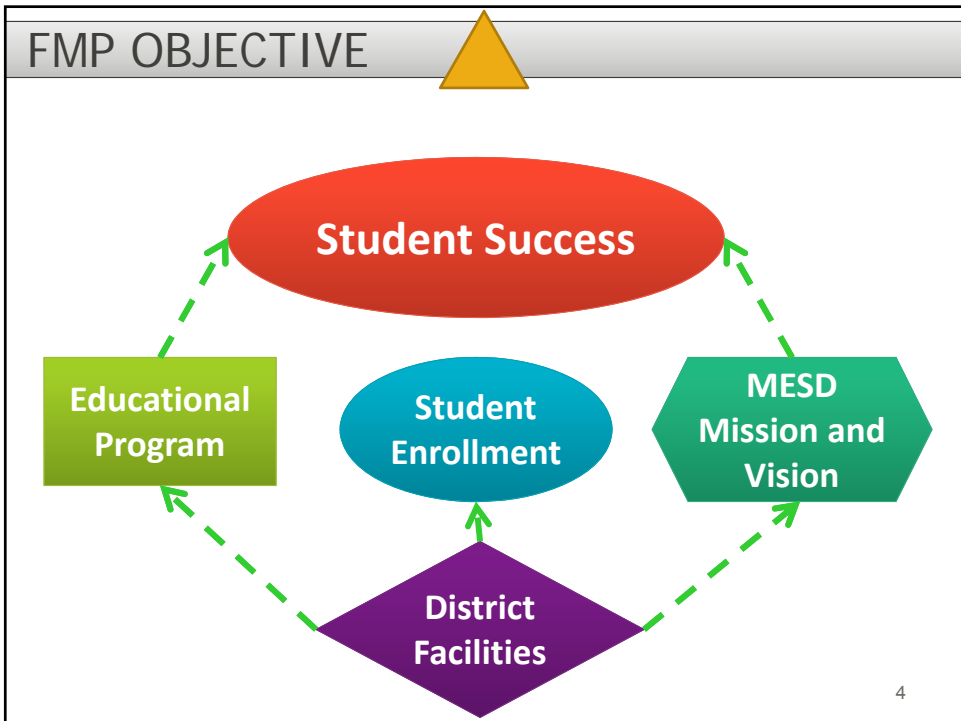 FMP OBJECTIVE
Student Success
Educational
Program
Student
Enrollment
MESD
Mission and
Vision
District
Facilities
4